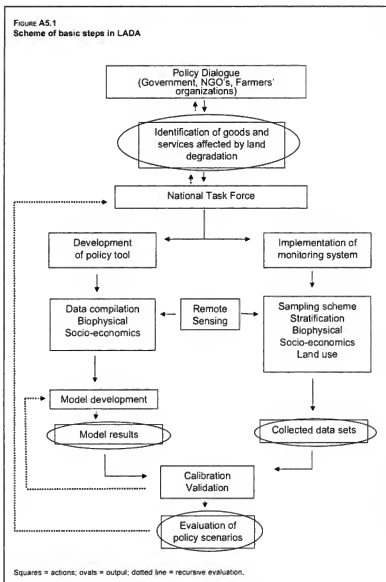 FIGURE A5.1
Scheme of basic steps in LADA
Policy Dialogue
(Government, NGO's, Farmers'
organizations)
Identification of goods and
services affected by land
degradation
National Task Force
Development
of policy tool
Implementation of
monitoring system
Data compilation
Biophysical
Socio-economics
Remote
Sensing
Sampling scheme
Stratification
Biophysical
Socio-economics
Land use
Model development
Model results
Collected data sets
Calibration
Validation
Evaluation of
policy scenarios
Squares = actions; ovals = output; dotted line = recursive evaluation.